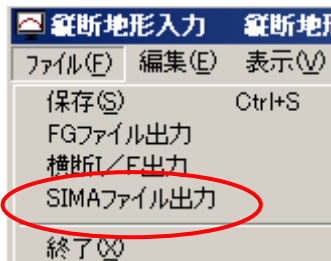 縦断地形入力 縦断地形
ファイル(F) 編集(E) 表示(V)
保存(S) Ctrl+S
FGファイル出力
横断I/F出力
SIMAファイル出力
終了(X)